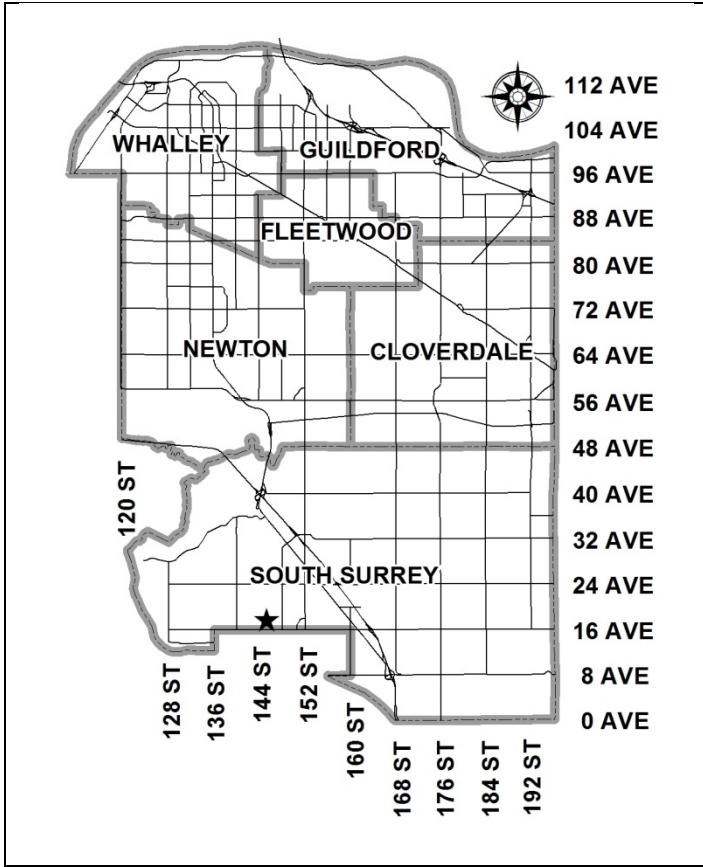 112 AVE
104 AVE
WHALLEY
GUILDFORD
96 AVE
88 AVE
FLEETWOOD
80 AVE
72 AVE
NEWTON
CLOVERDALE
64 AVE
56 AVE
48 AVE
120 ST
40 AVE
32 AVE
SOUTH SURREY
24 AVE
16 AVE
128 ST
136 ST
144 ST
152 ST
160 ST
8 AVE
0 AVE
168 ST
176 ST
184 ST
192 ST